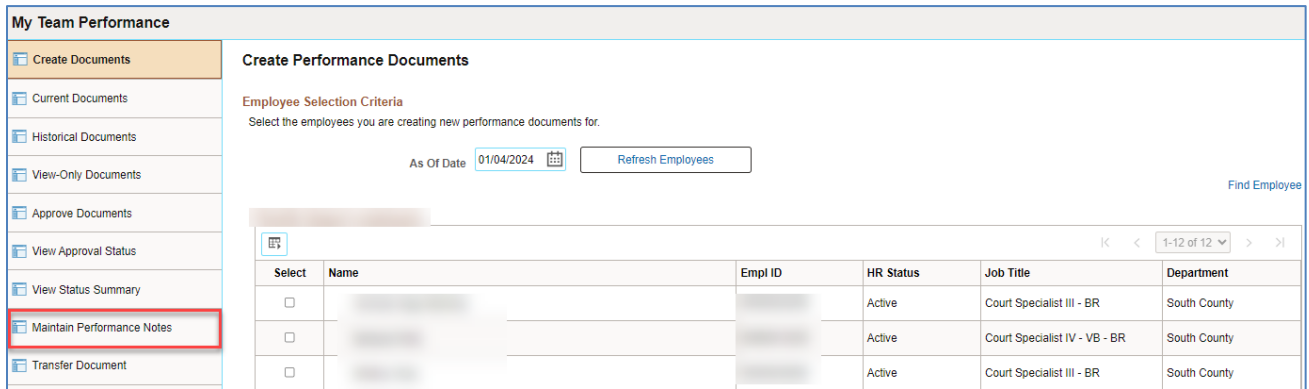 My Team Performance
Create Documents
Current Documents
Historical Documents
View-Only Documents
Approve Documents
View Approval Status
View Status Summary
Maintain Performance Notes
Transfer Document
Create Performance Documents
Employee Selection Criteria
Select the employees you are creating new performance documents for.
As Of Date 01/04/2024 Refresh Employees
Find Employee
1-12 of 12
Select Name Empl ID HR Status Job Title Department
Active Court Specialist III - BR South County
Active Court Specialist IV - VB - BR South County
Active Court Specialist III - BR South County